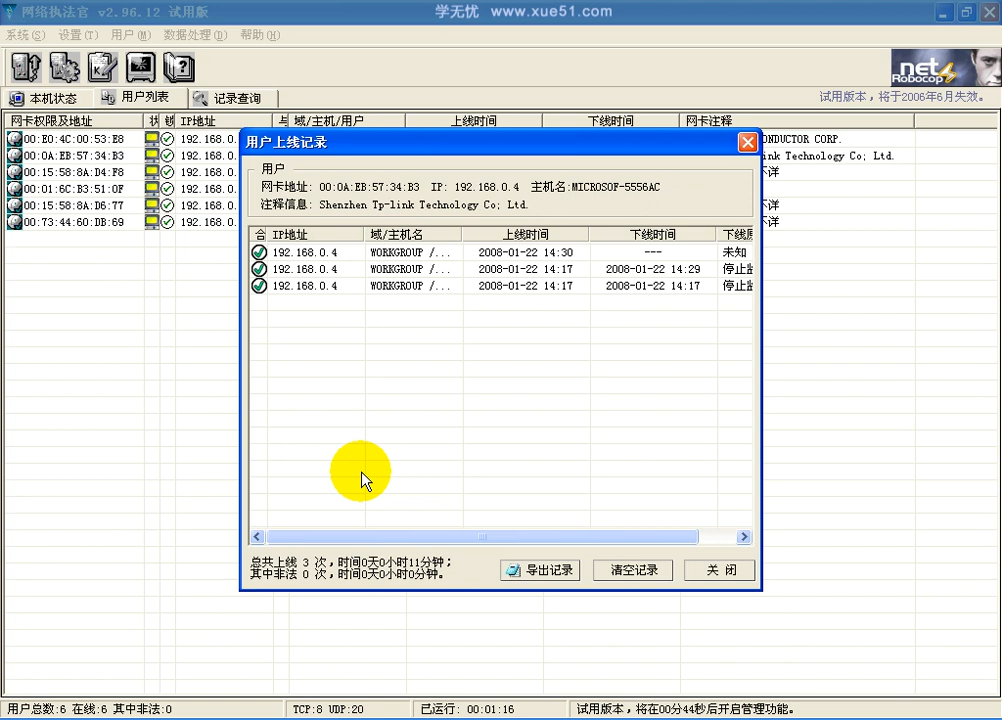 网络执法官 v2.96.12 试用版
学无忧 www.xue51.com
系统(S) 设置(T) 用户(M) 数据处理(D) 帮助(H)
net
Robocop
本机状态 用户列表 记录查询
试用版本，将于2006年6月失效。
网卡权限及地址 状 锁 IP地址 域/主机/用户 上线时间 下线时间 网卡注释
00:E0:4C:00:53:E8 192.168.0. ONDUCTOR CORP.
00:0A:EB:57:34:B3 192.168.0. ink Technology Co; Ltd.
00:15:58:8A:D4:F8 192.168.0. 详
00:01:6C:B3:51:0F 192.168.0.
00:15:58:8A:D6:77 192.168.0. 详
00:73:44:60:DB:69 192.168.0. 详
用户上线记录
用户
网卡地址: 00:0A:EB:57:34:B3 IP: 192.168.0.4 主机名:MICROSOF-5556AC
注释信息: Shenzhen Tp-link Technology Co; Ltd.
合 IP地址 域/主机名 上线时间 下线时间 下线原
192.168.0.4 WORKGROUP /... 2008-01-22 14:30 --- 未知
192.168.0.4 WORKGROUP /... 2008-01-22 14:17 2008-01-22 14:29 停止监
192.168.0.4 WORKGROUP /... 2008-01-22 14:17 2008-01-22 14:17 停止监
总共上线 3 次，时间0天0小时11分钟；
其中非法 0 次，时间0天0小时0分钟。
导出记录 清空记录 关 闭
用户总数:6 在线:6 其中非法:0 TCP:8 UDP:20 已运行: 00:01:16 试用版本，将在00分44秒后开启管理功能。